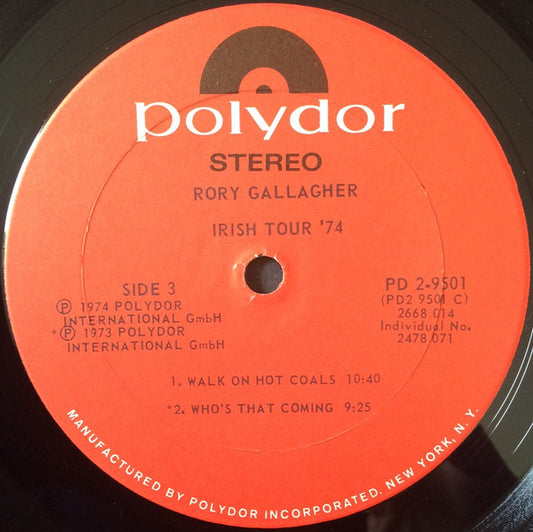 polydor
STEREO
RORY GALLAGHER
IRISH TOUR '74
SIDE 3
℗ 1974 POLYDOR
INTERNATIONAL GmbH
*℗ 1973 POLYDOR
INTERNATIONAL GmbH
PD 2-9501
(PD2 9501 C)
2668 014
Individual No.
2478 071
1. WALK ON HOT COALS 10:40
*2. WHO'S THAT COMING 9:25
MANUFACTURED BY POLYDOR INCORPORATED, NEW YORK, N.Y.